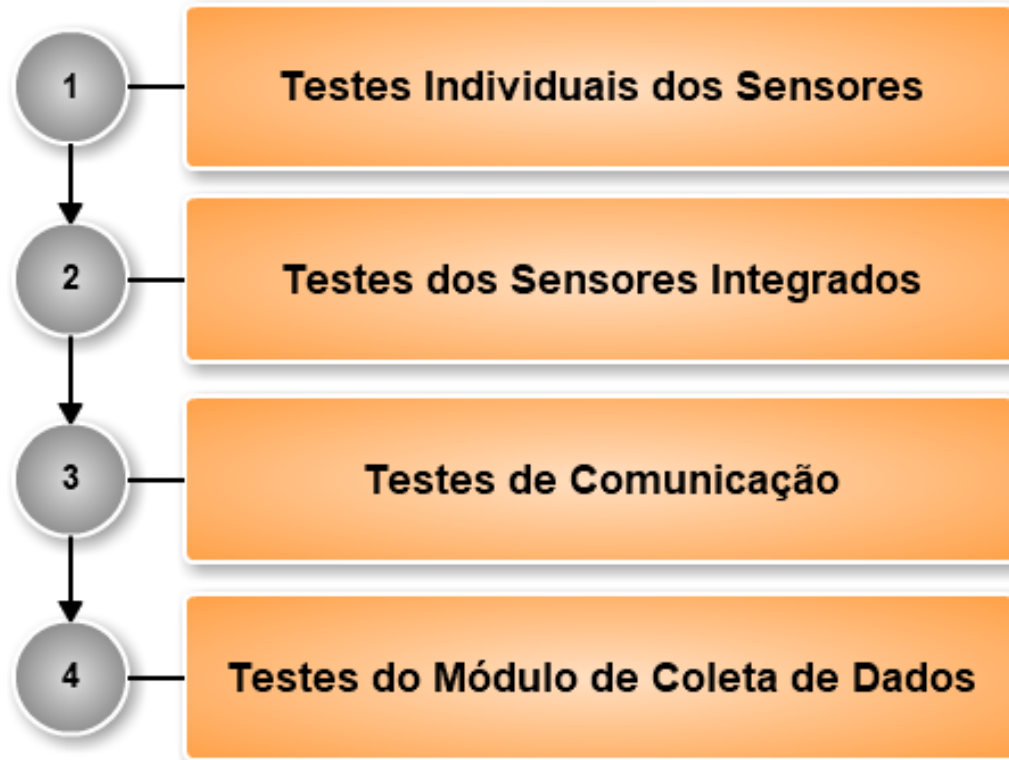 1
Testes Individuais dos Sensores
2
Testes dos Sensores Integrados
3
Testes de Comunicação
4
Testes do Módulo de Coleta de Dados